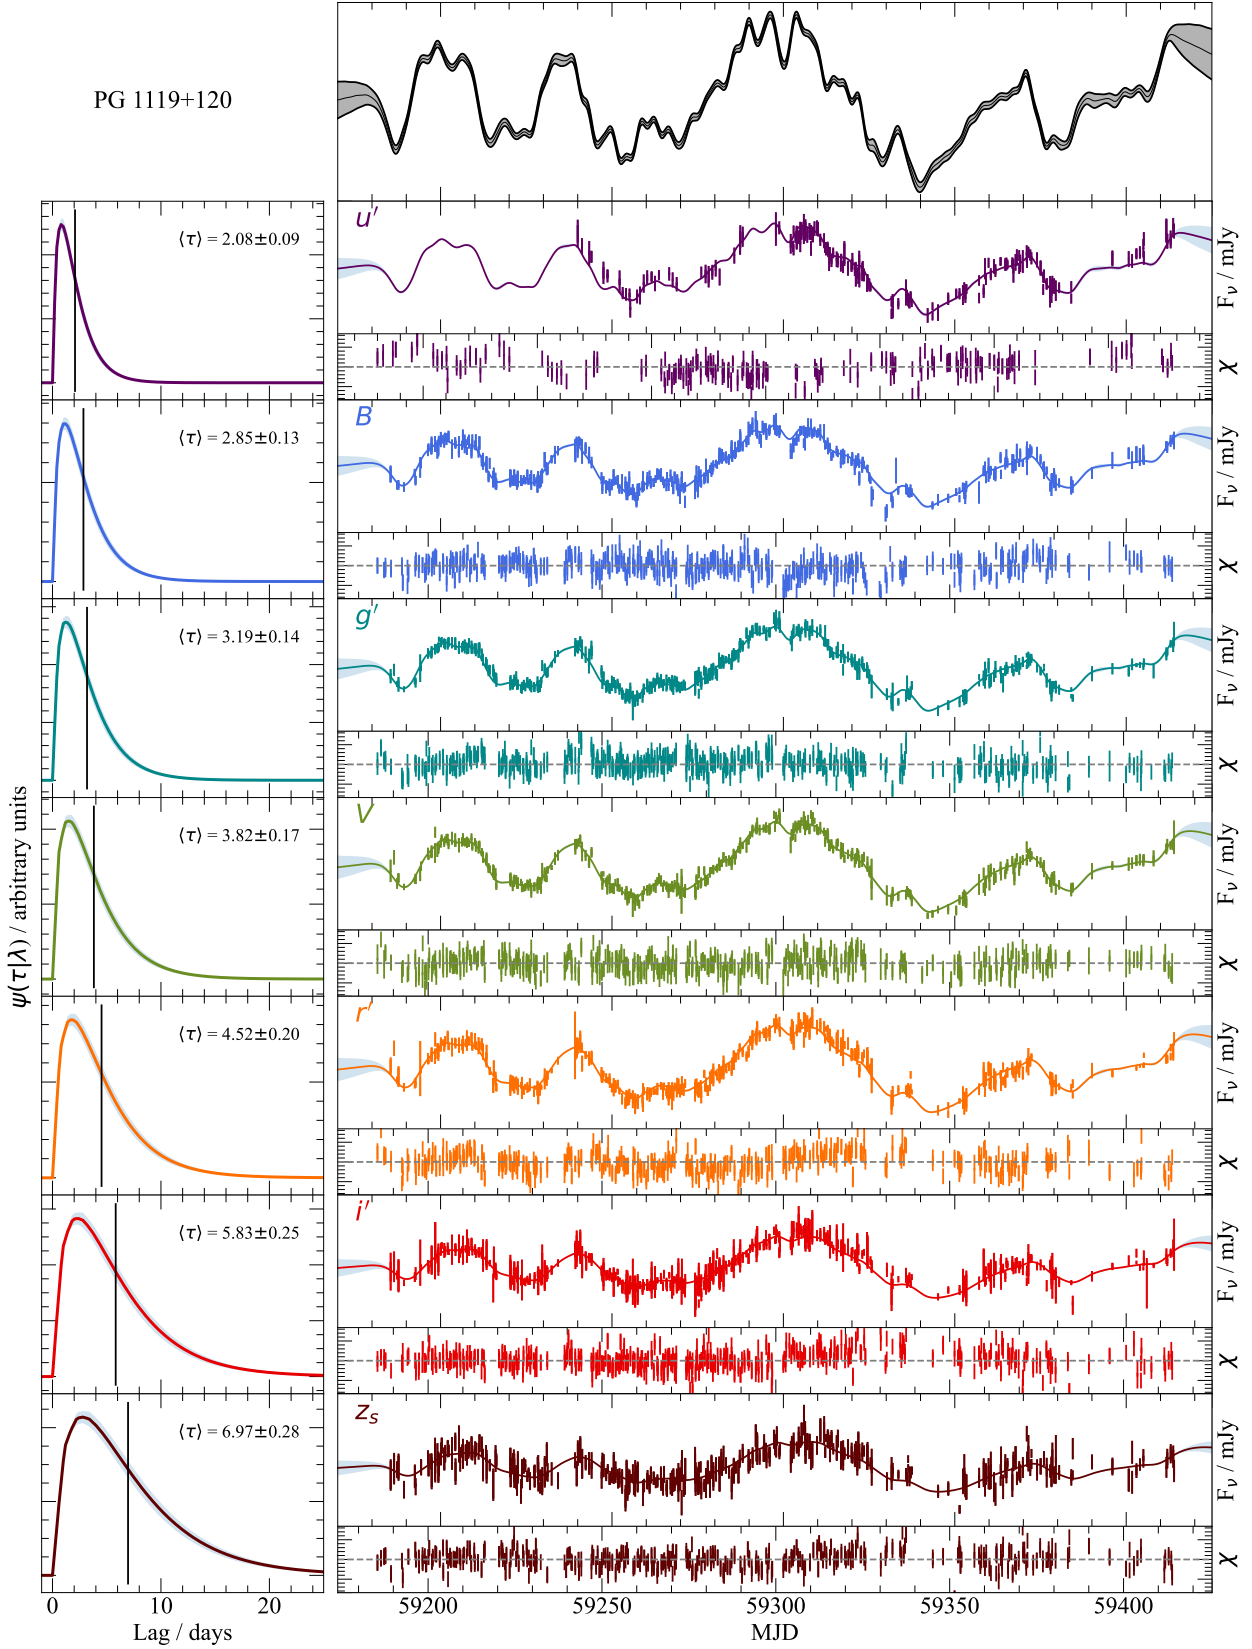 PG 1119+120
u′
⟨τ⟩ = 2.08±0.09
F_ν / mJy
χ
B
⟨τ⟩ = 2.85±0.13
F_ν / mJy
χ
g′
⟨τ⟩ = 3.19±0.14
F_ν / mJy
χ
V
⟨τ⟩ = 3.82±0.17
F_ν / mJy
χ
ψ(τ|λ) / arbitrary units
r′
⟨τ⟩ = 4.52±0.20
F_ν / mJy
χ
i′
⟨τ⟩ = 5.83±0.25
F_ν / mJy
χ
z_s
⟨τ⟩ = 6.97±0.28
F_ν / mJy
χ
0 10 20 59200 59250 59300 59350 59400
Lag / days MJD